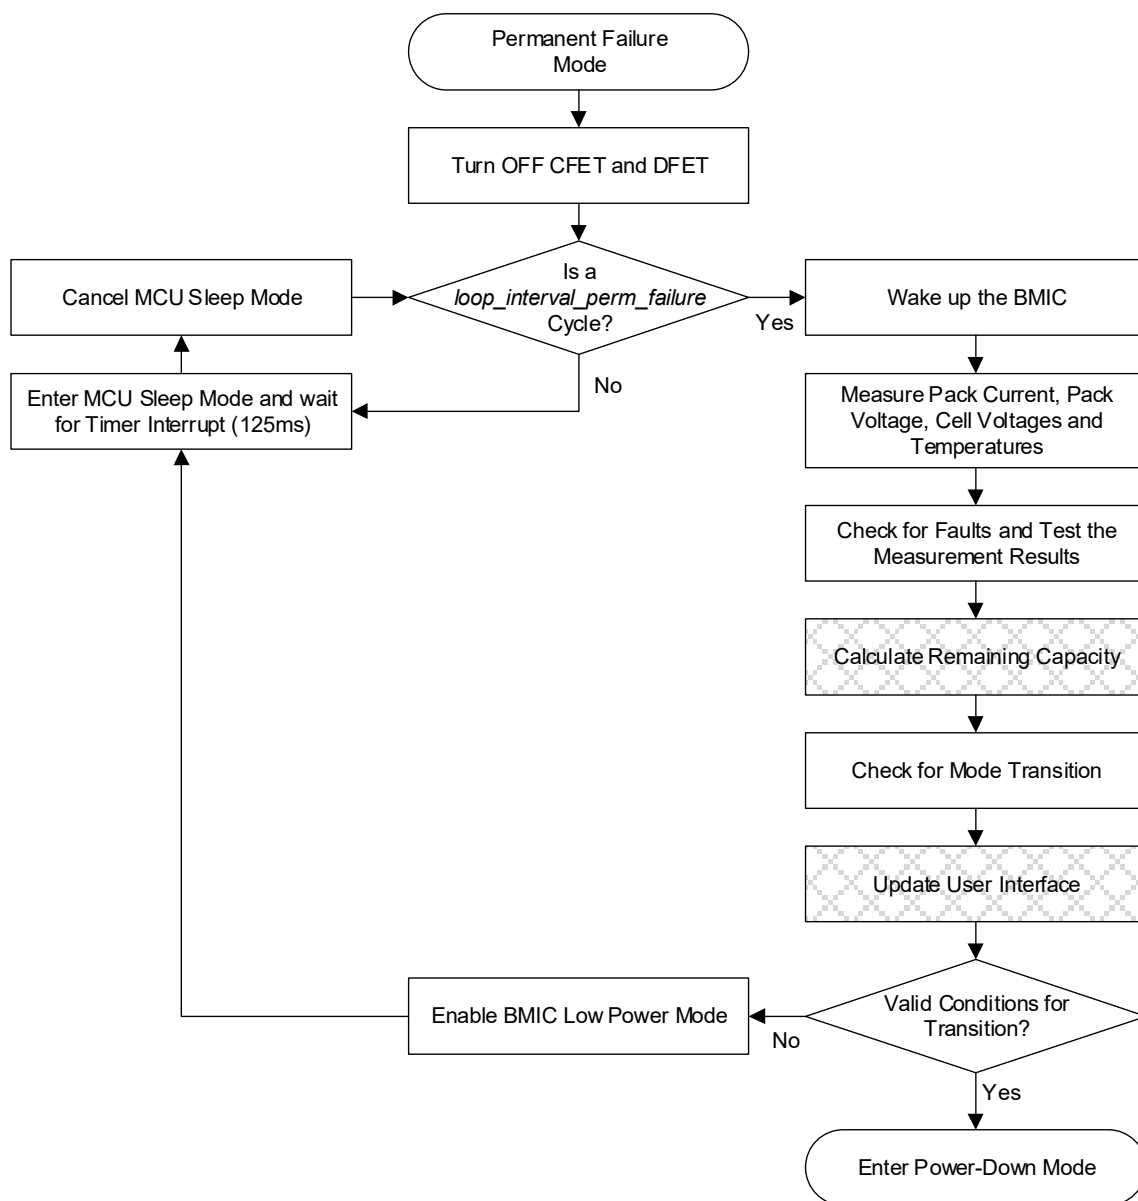 Permanent Failure
Mode
Turn OFF CFET and DFET
Cancel MCU Sleep Mode
Is a
loop_interval_perm_failure
Cycle?
Yes
Wake up the BMIC
No
Enter MCU Sleep Mode and wait
for Timer Interrupt (125ms)
Measure Pack Current, Pack
Voltage, Cell Voltages and
Temperatures
Check for Faults and Test the
Measurement Results
Calculate Remaining Capacity
Check for Mode Transition
Update User Interface
Valid Conditions for
Transition?
No
Enable BMIC Low Power Mode
Yes
Enter Power-Down Mode